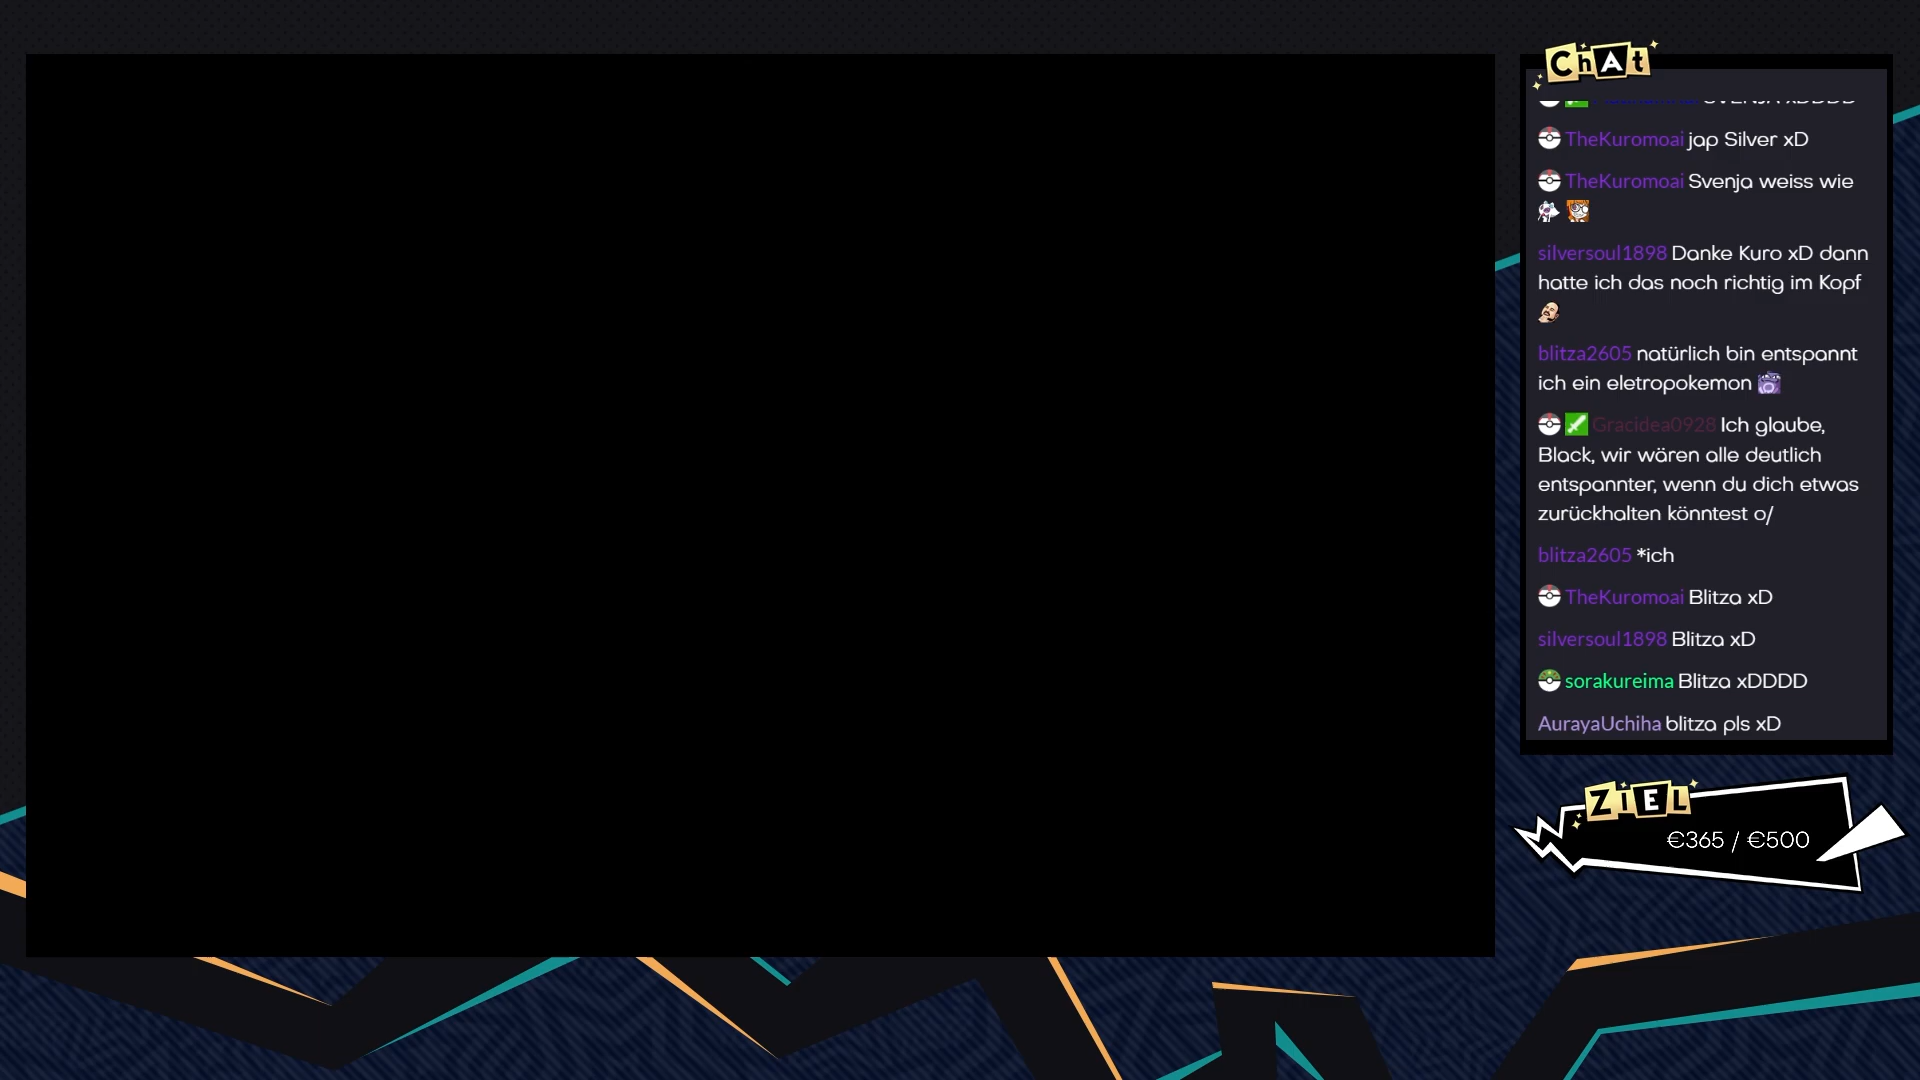 ChAt
SVENJA xDDDD
TheKuromoai jap Silver xD
TheKuromoai Svenja weiss wie
silversoul1898 Danke Kuro xD dann
hatte ich das noch richtig im Kopf
blitza2605 natürlich bin entspannt
ich ein eletropokemon
Gracidea0928 Ich glaube,
Black, wir wären alle deutlich
entspannter, wenn du dich etwas
zurückhalten könntest o/
blitza2605 *ich
TheKuromoai Blitza xD
silversoul1898 Blitza xD
sorakureima Blitza xDDDD
AurayaUchiha blitza pls xD
ZIEL
€365 / €500